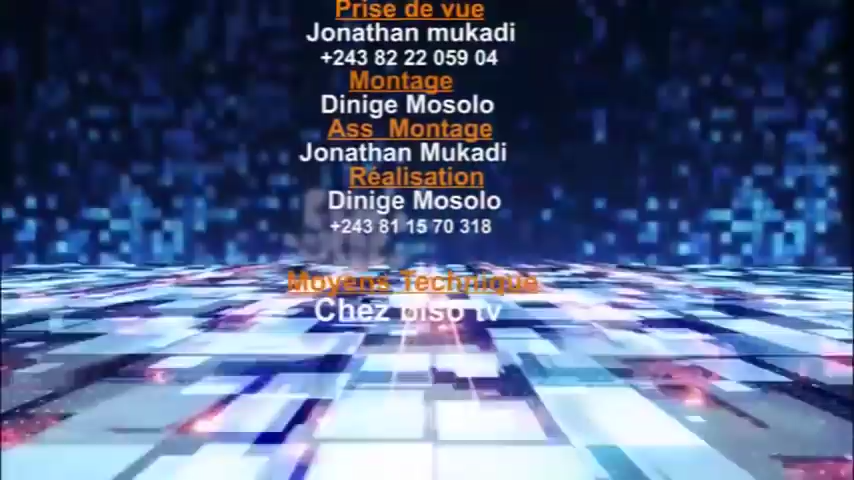 Prise de vue
Jonathan mukadi
+243 82 22 059 04
Montage
Dinige Mosolo
Ass Montage
Jonathan Mukadi
Réalisation
Dinige Mosolo
+243 81 15 70 318
Moyens Technique
Chez biso tv